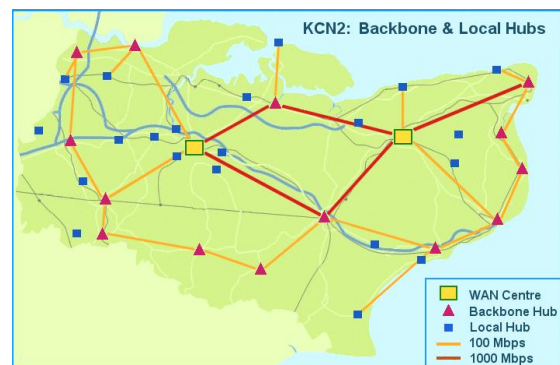 KCN2: Backbone & Local Hubs
WAN Centre
Backbone Hub
Local Hub
100 Mbps
1000 Mbps